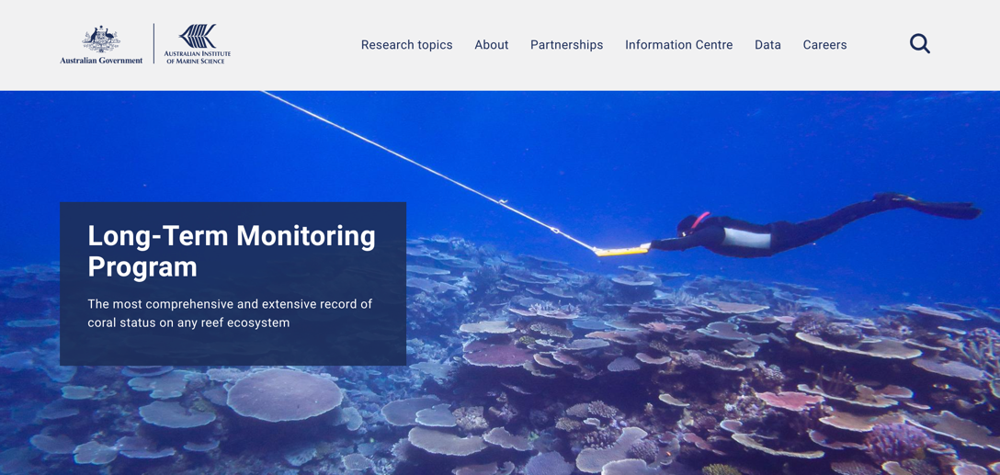 Australian Government
AUSTRALIAN INSTITUTE
OF MARINE SCIENCE
Research topics
About
Partnerships
Information Centre
Data
Careers
Long-Term Monitoring
Program
The most comprehensive and extensive record of
coral status on any reef ecosystem